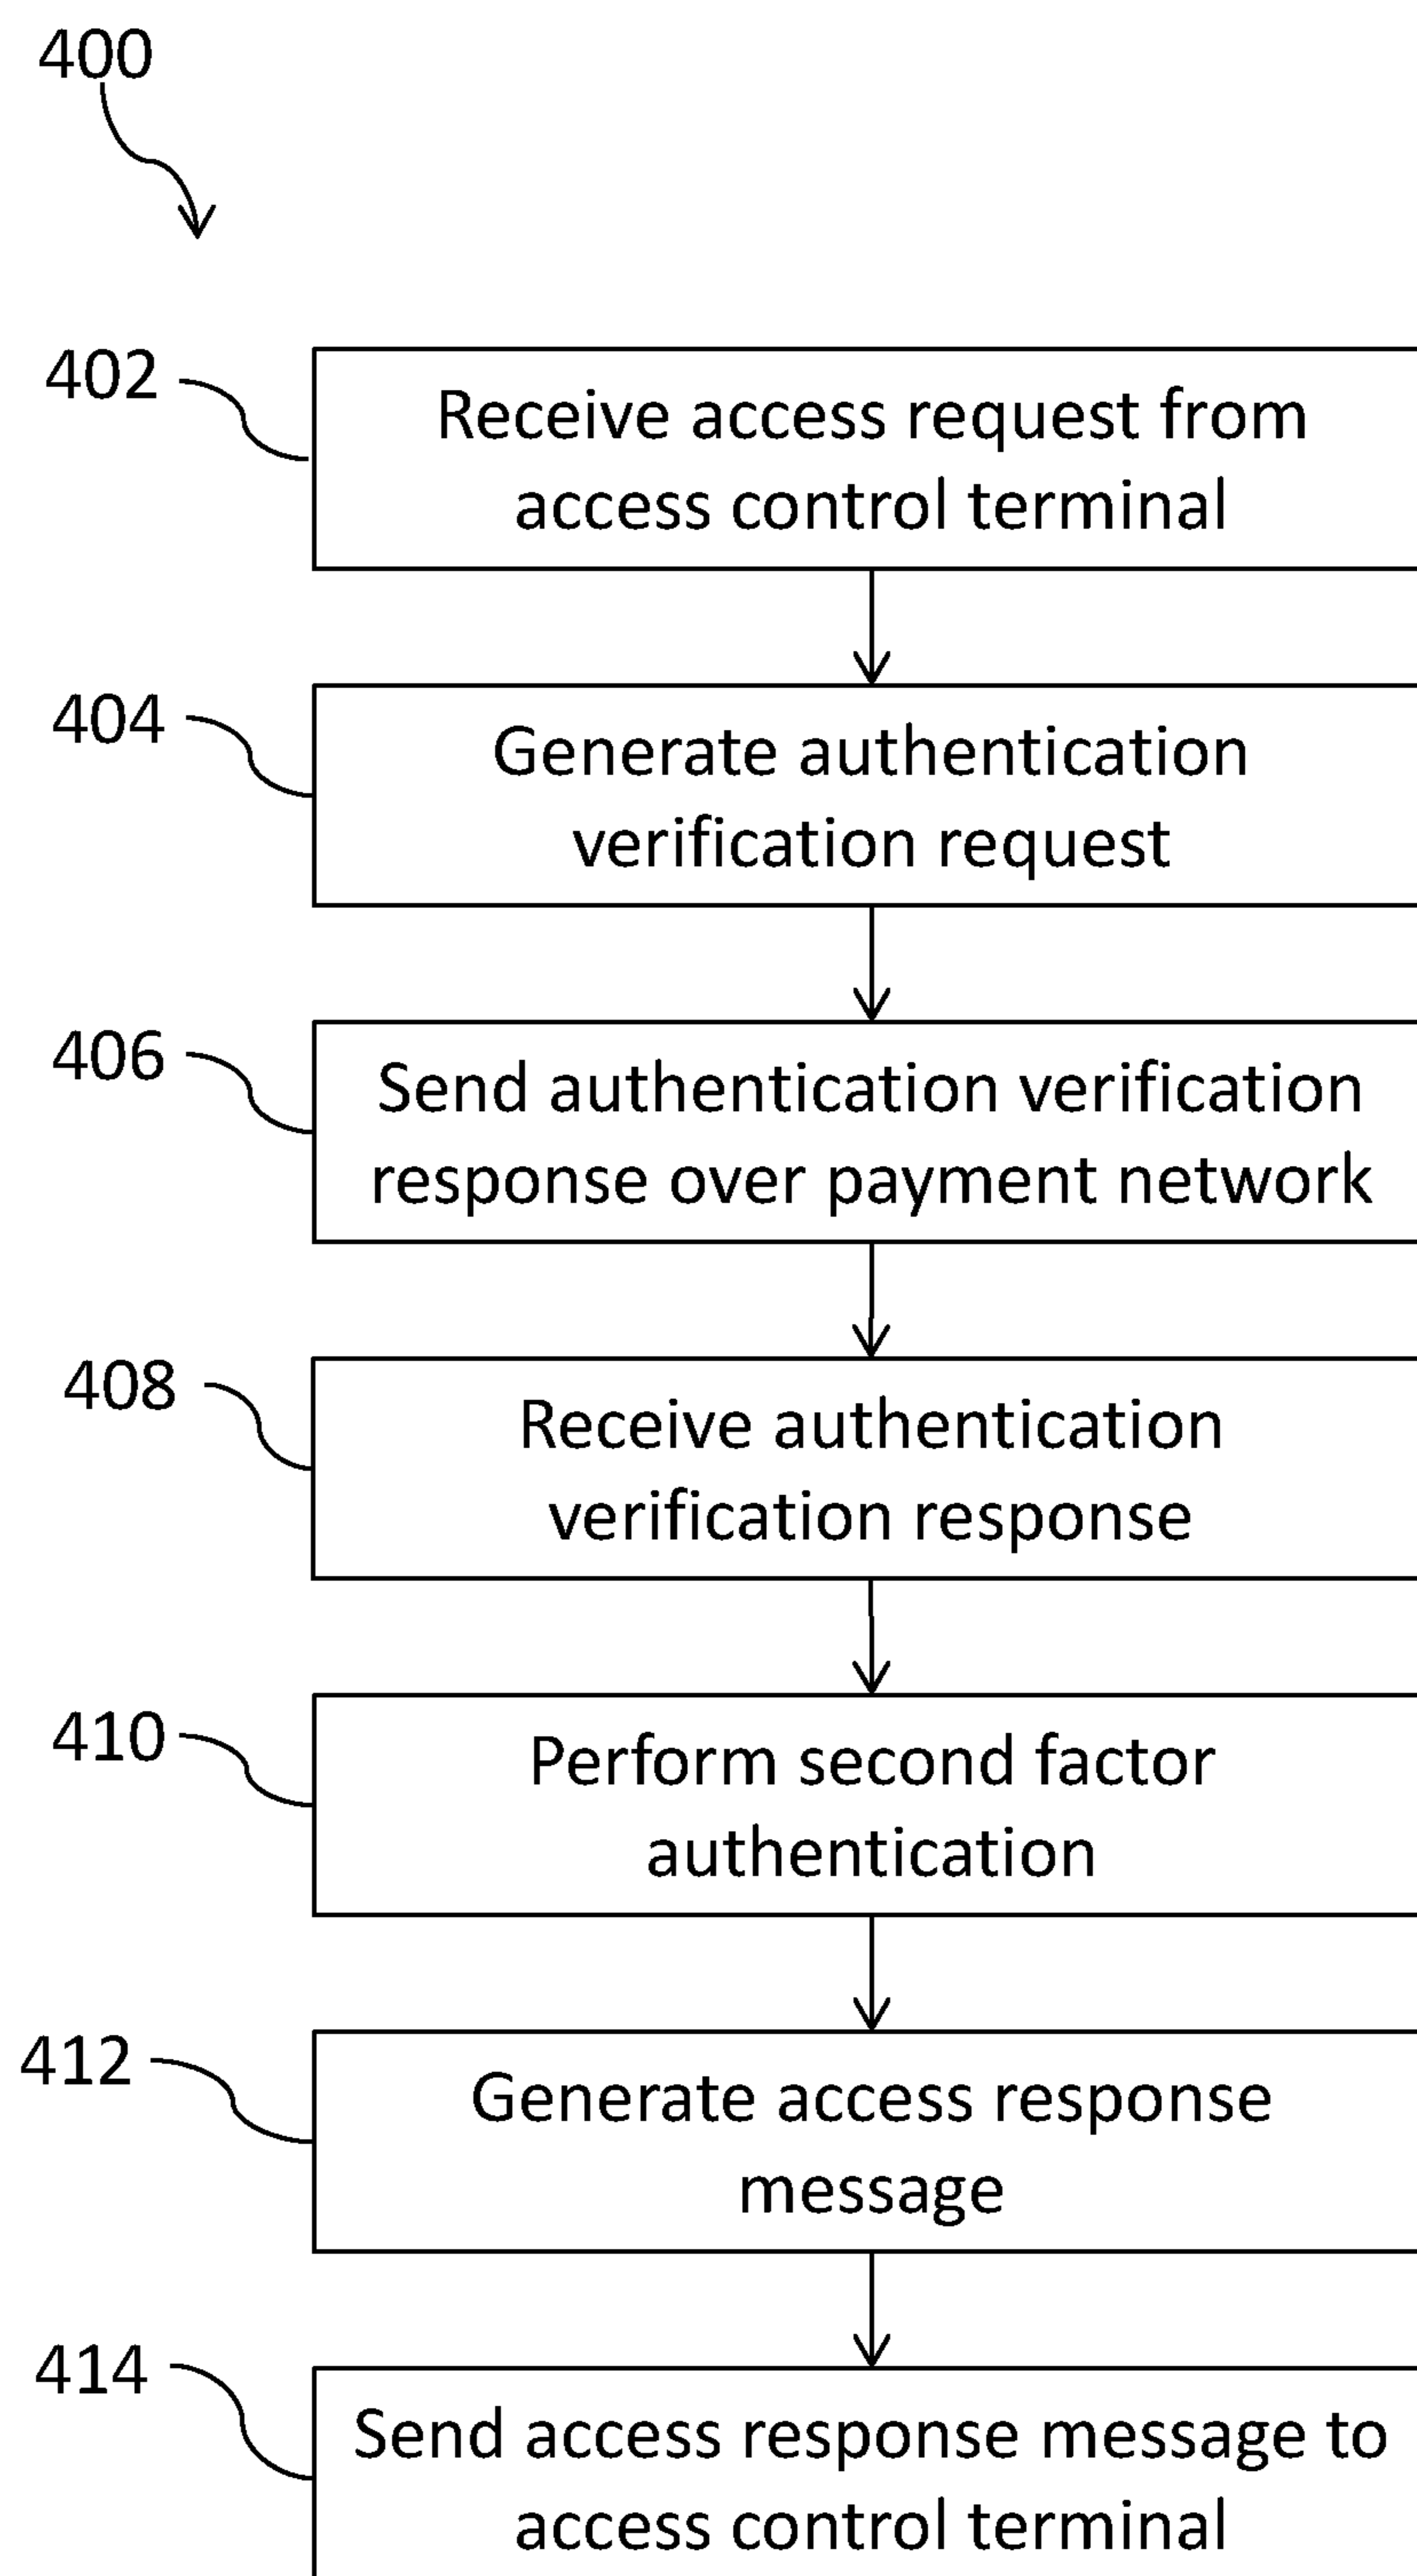 400
402
Receive access request from
access control terminal
404
Generate authentication
verification request
406
Send authentication verification
response over payment network
408
Receive authentication
verification response
410
Perform second factor
authentication
412
Generate access response
message
414
Send access response message to
access control terminal